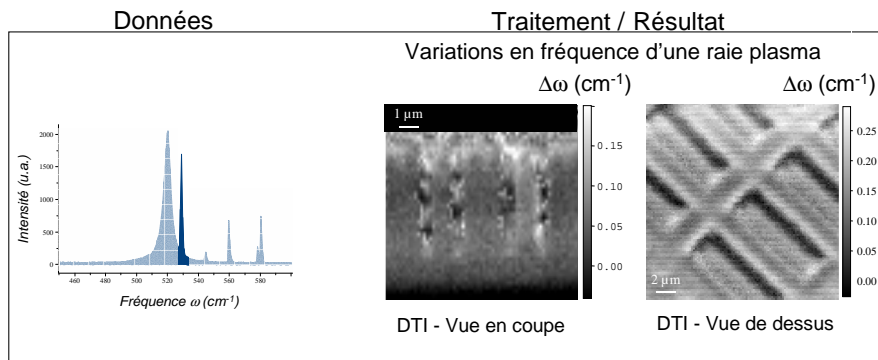 Données
Traitement / Résultat
Variations en fréquence d’une raie plasma
Intensité (u.a.)
2000
1500
1000
500
0
460 480 500 520 540 560 580
Fréquence ω (cm⁻¹)
Δω (cm⁻¹)
1 µm
0.15
0.10
0.05
0.00
DTI - Vue en coupe
Δω (cm⁻¹)
0.25
0.20
0.15
0.10
0.05
0.00
2 µm
DTI - Vue de dessus